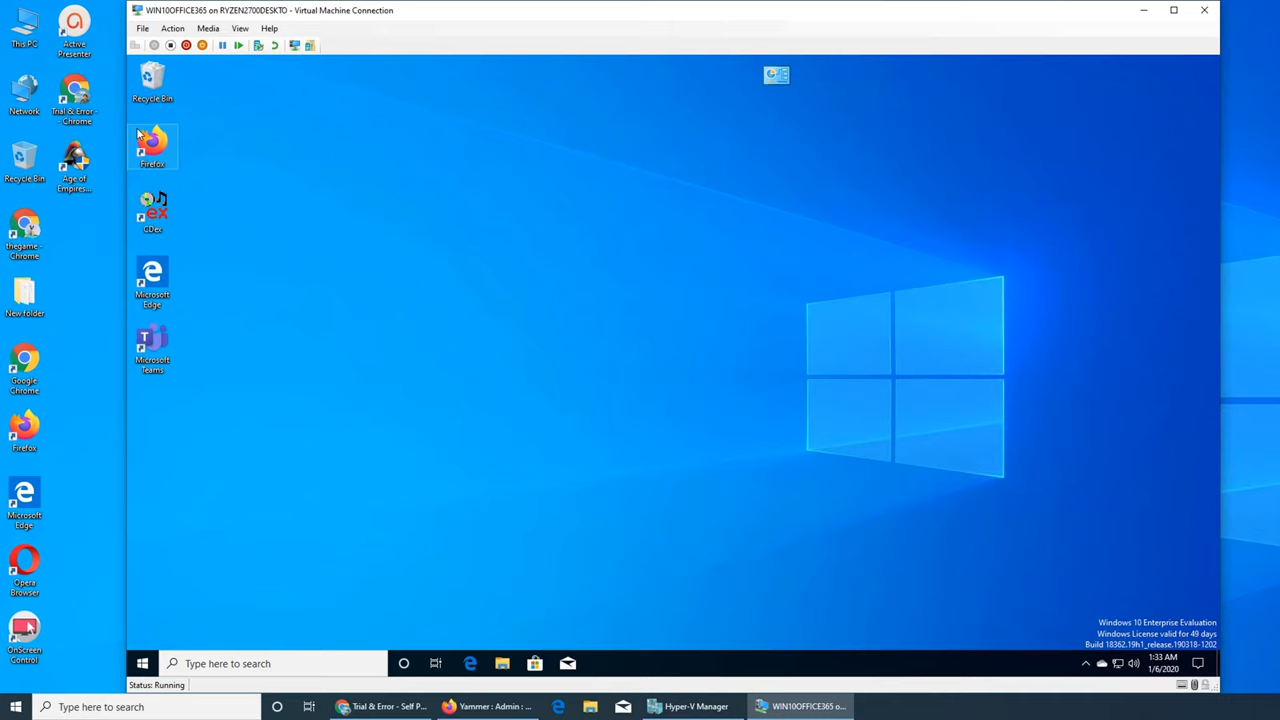 WIN10OFFICE365 on RYZEN2700DESKTO - Virtual Machine Connection
File Action Media View Help
This PC
Active
Presenter
Network
Trial & Error -
- Chrome
Recycle Bin
Age of
Empires...
thegame -
Chrome
New folder
Google
Chrome
Firefox
Microsoft
Edge
Opera
Browser
OnScreen
Control
Recycle Bin
Firefox
ex
CDex
Microsoft
Edge
T
Microsoft
Teams
Windows 10 Enterprise Evaluation
Windows License valid for 49 days
Build 18362.19h1_release.190318-1202
Type here to search
1:33 AM
1/6/2020
Status: Running
Type here to search
Trial & Error - Self P...
Yammer : Admin : ...
Hyper-V Manager
WIN10OFFICE365 o...